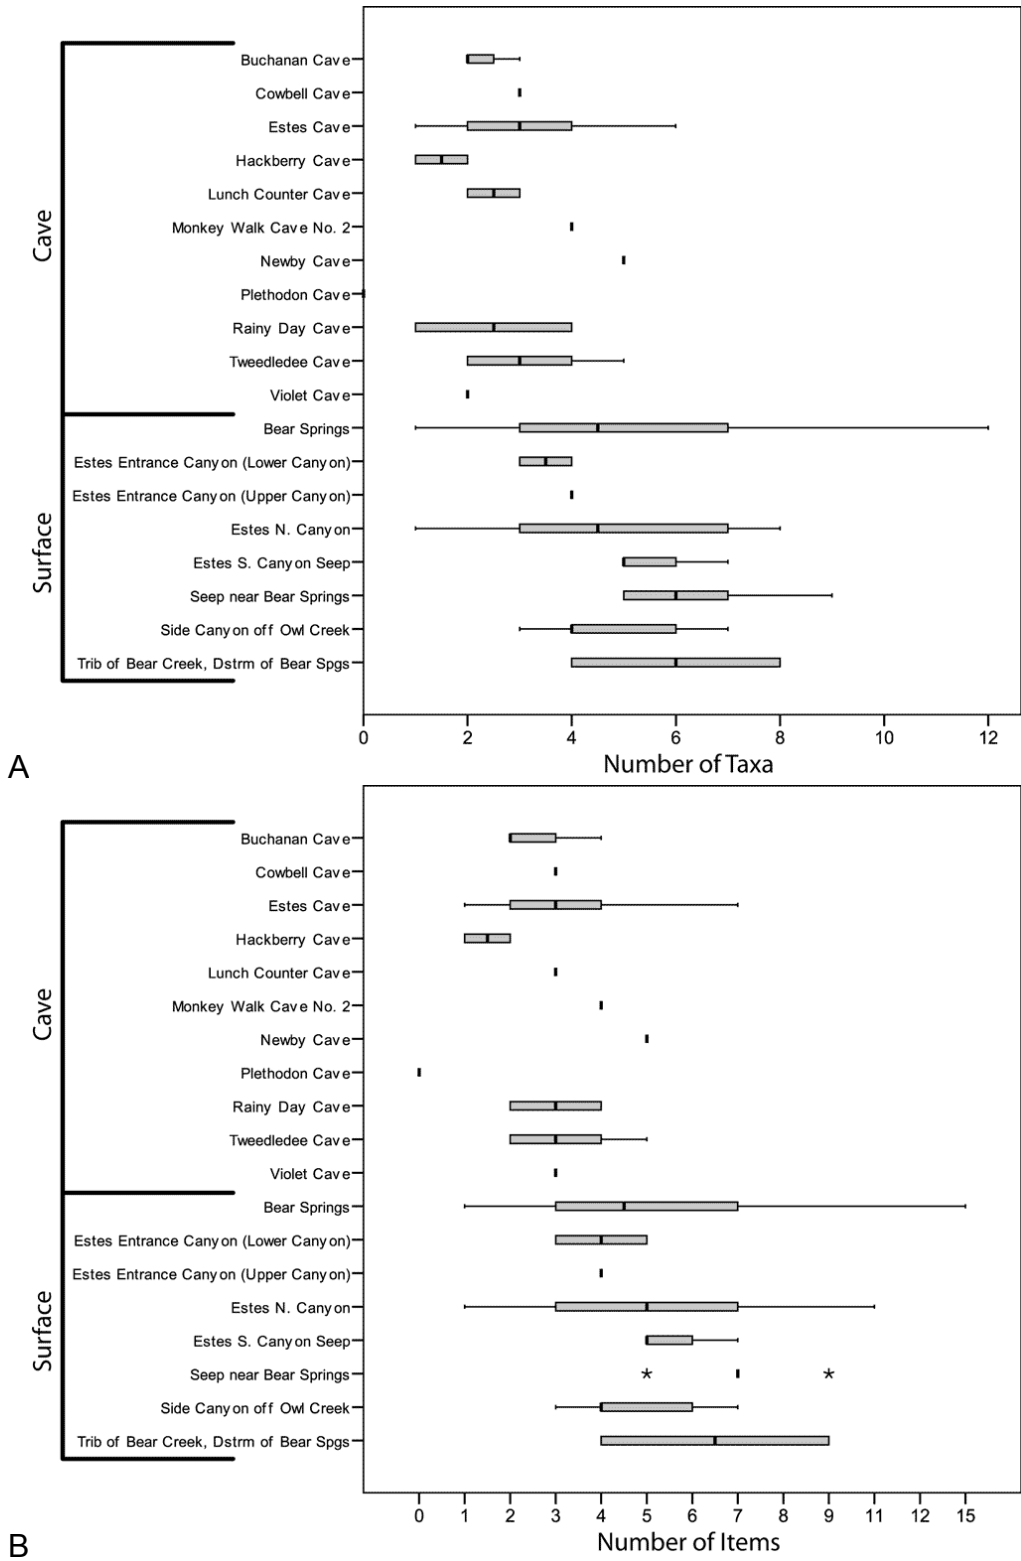 Cave
Surface
Buchanan Cave
Cowbell Cave
Estes Cave
Hackberry Cave
Lunch Counter Cave
Monkey Walk Cave No. 2
Newby Cave
Plethodon Cave
Rainy Day Cave
Tweedledee Cave
Violet Cave
Bear Springs
Estes Entrance Canyon (Lower Canyon)
Estes Entrance Canyon (Upper Canyon)
Estes N. Canyon
Estes S. Canyon Seep
Seep near Bear Springs
Side Canyon off Owl Creek
Trib of Bear Creek, Dstrm of Bear Spgs
0 2 4 6 8 10 12
Number of Taxa
A
Cave
Surface
Buchanan Cave
Cowbell Cave
Estes Cave
Hackberry Cave
Lunch Counter Cave
Monkey Walk Cave No. 2
Newby Cave
Plethodon Cave
Rainy Day Cave
Tweedledee Cave
Violet Cave
Bear Springs
Estes Entrance Canyon (Lower Canyon)
Estes Entrance Canyon (Upper Canyon)
Estes N. Canyon
Estes S. Canyon Seep
Seep near Bear Springs
Side Canyon off Owl Creek
Trib of Bear Creek, Dstrm of Bear Spgs
0 1 2 3 4 5 6 7 8 9 11 12 15
Number of Items
B